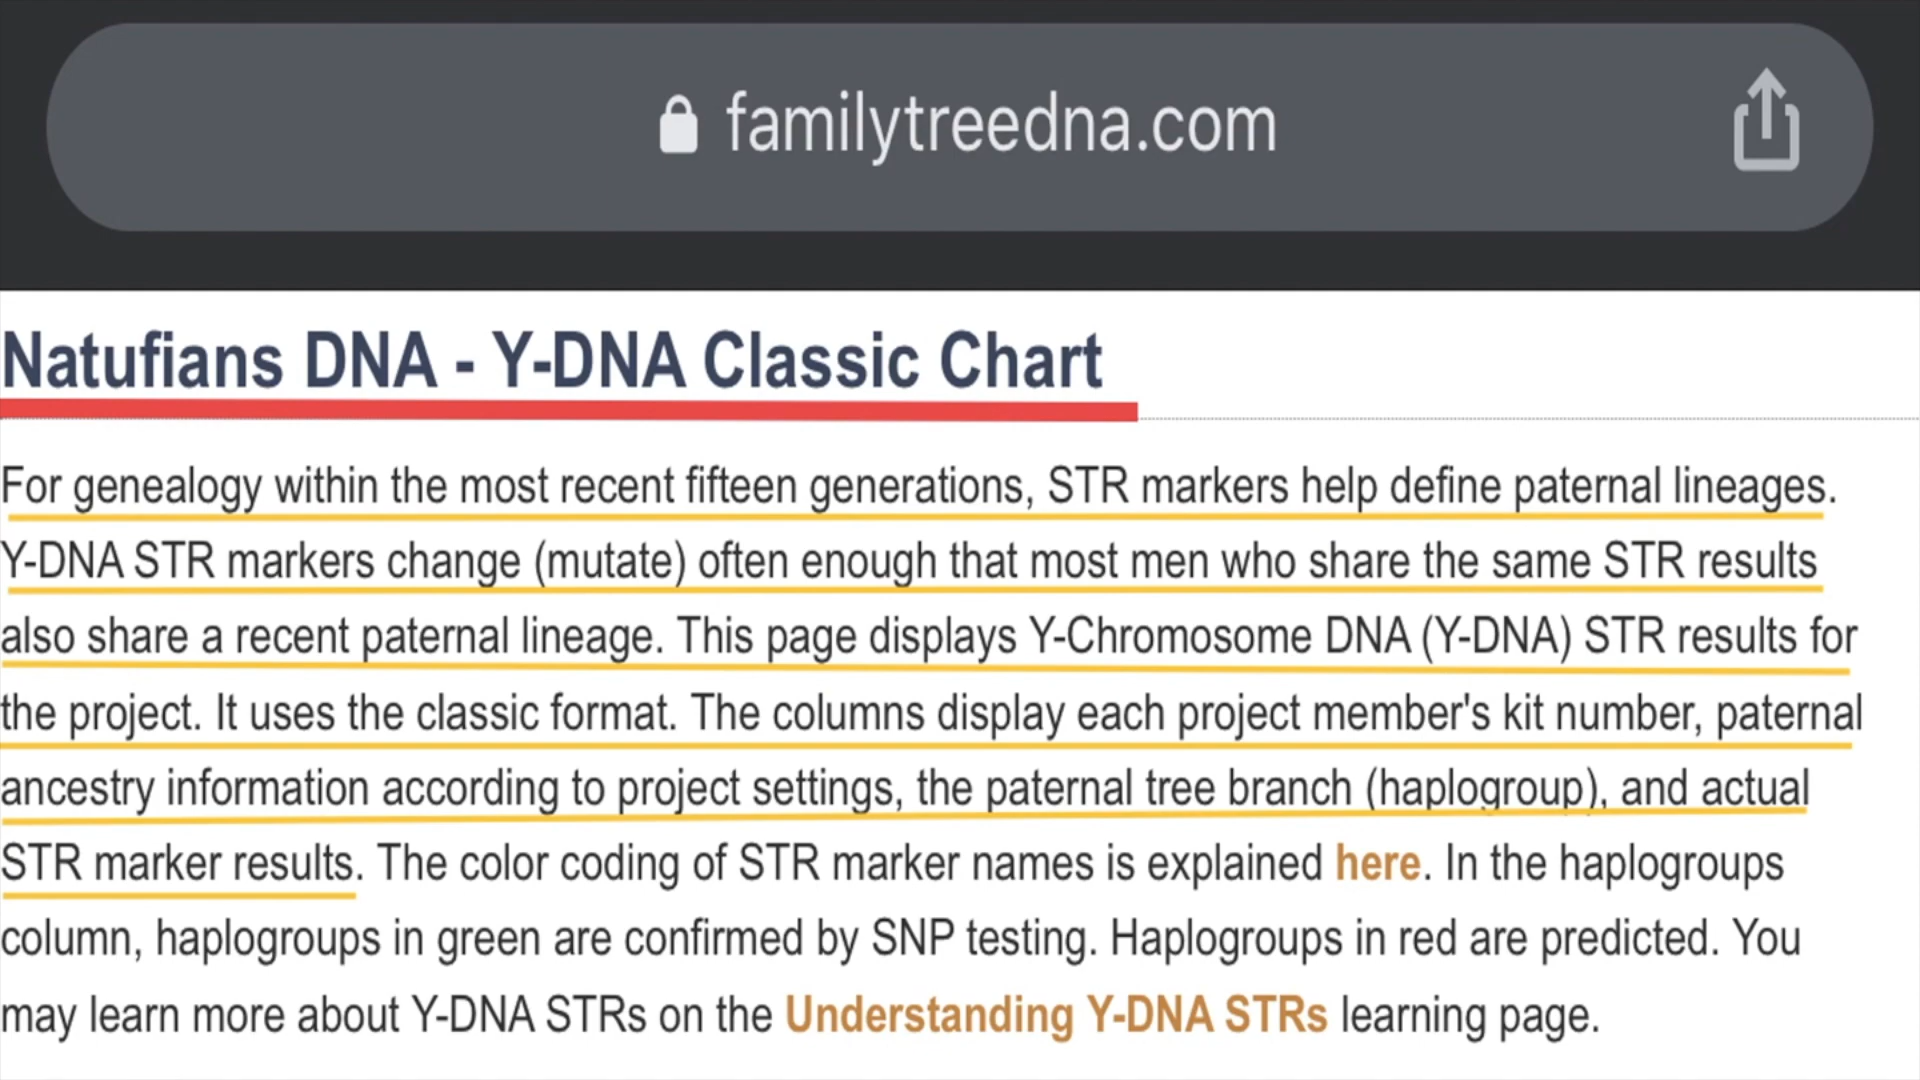 familytreedna.com
Natufians DNA - Y-DNA Classic Chart
For genealogy within the most recent fifteen generations, STR markers help define paternal lineages.
Y-DNA STR markers change (mutate) often enough that most men who share the same STR results
also share a recent paternal lineage. This page displays Y-Chromosome DNA (Y-DNA) STR results for
the project. It uses the classic format. The columns display each project member's kit number, paternal
ancestry information according to project settings, the paternal tree branch (haplogroup), and actual
STR marker results. The color coding of STR marker names is explained here. In the haplogroups
column, haplogroups in green are confirmed by SNP testing. Haplogroups in red are predicted. You
may learn more about Y-DNA STRs on the Understanding Y-DNA STRs learning page.